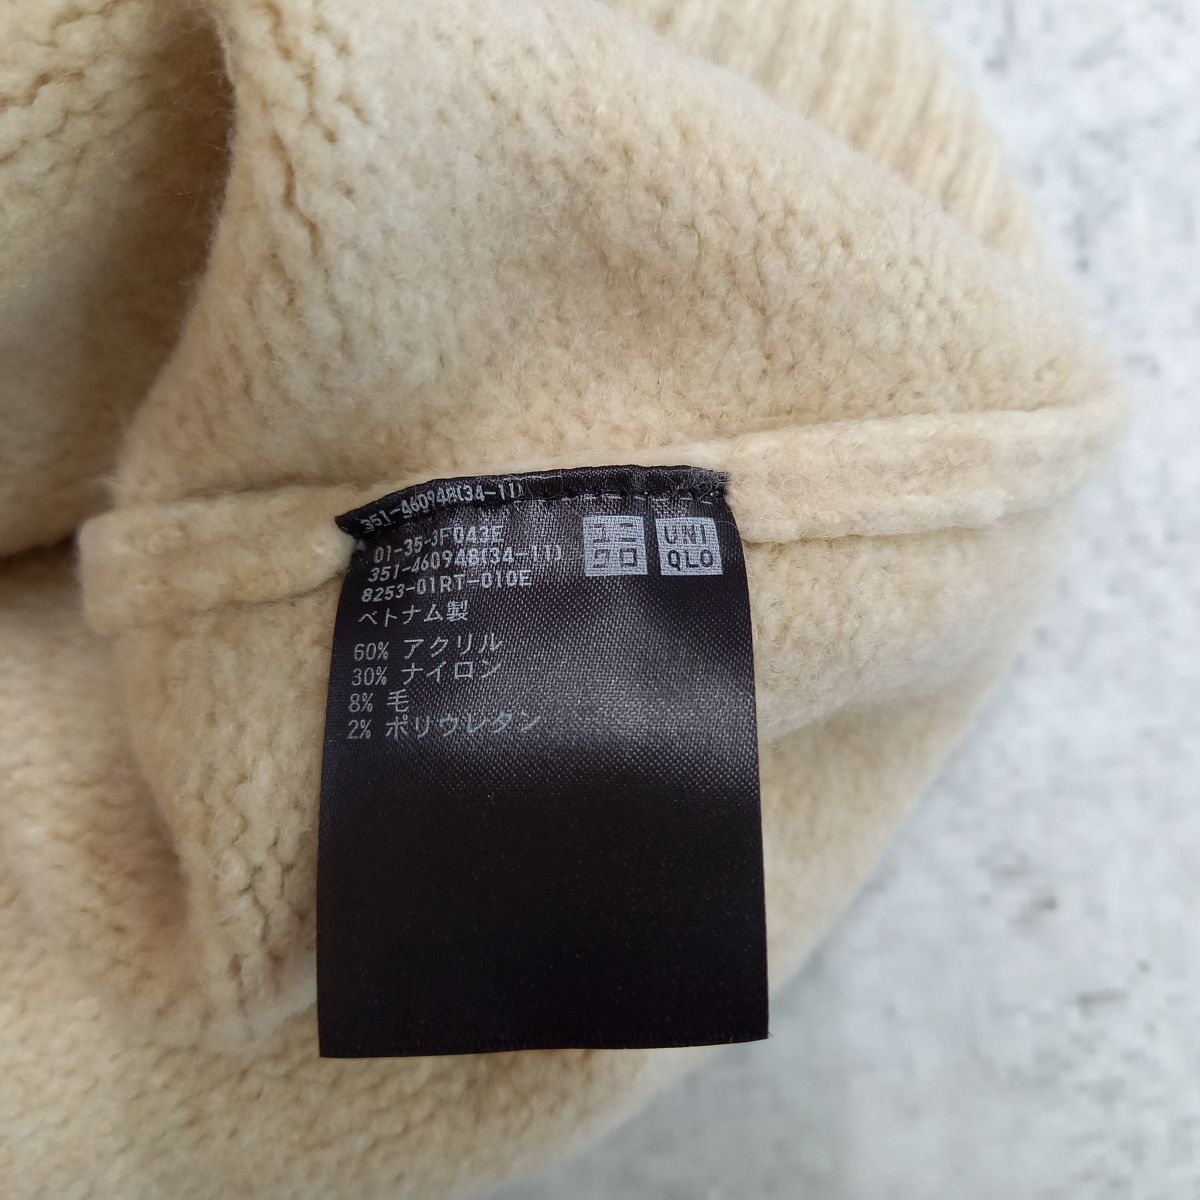 351-460948(34-11)
01-35-3F043E
351-460948(34-11)
8253-01RT-010E
ユニ
クロ
UNI
QLO
ベトナム製
60% アクリル
30% ナイロン
8% 毛
2% ポリウレタン